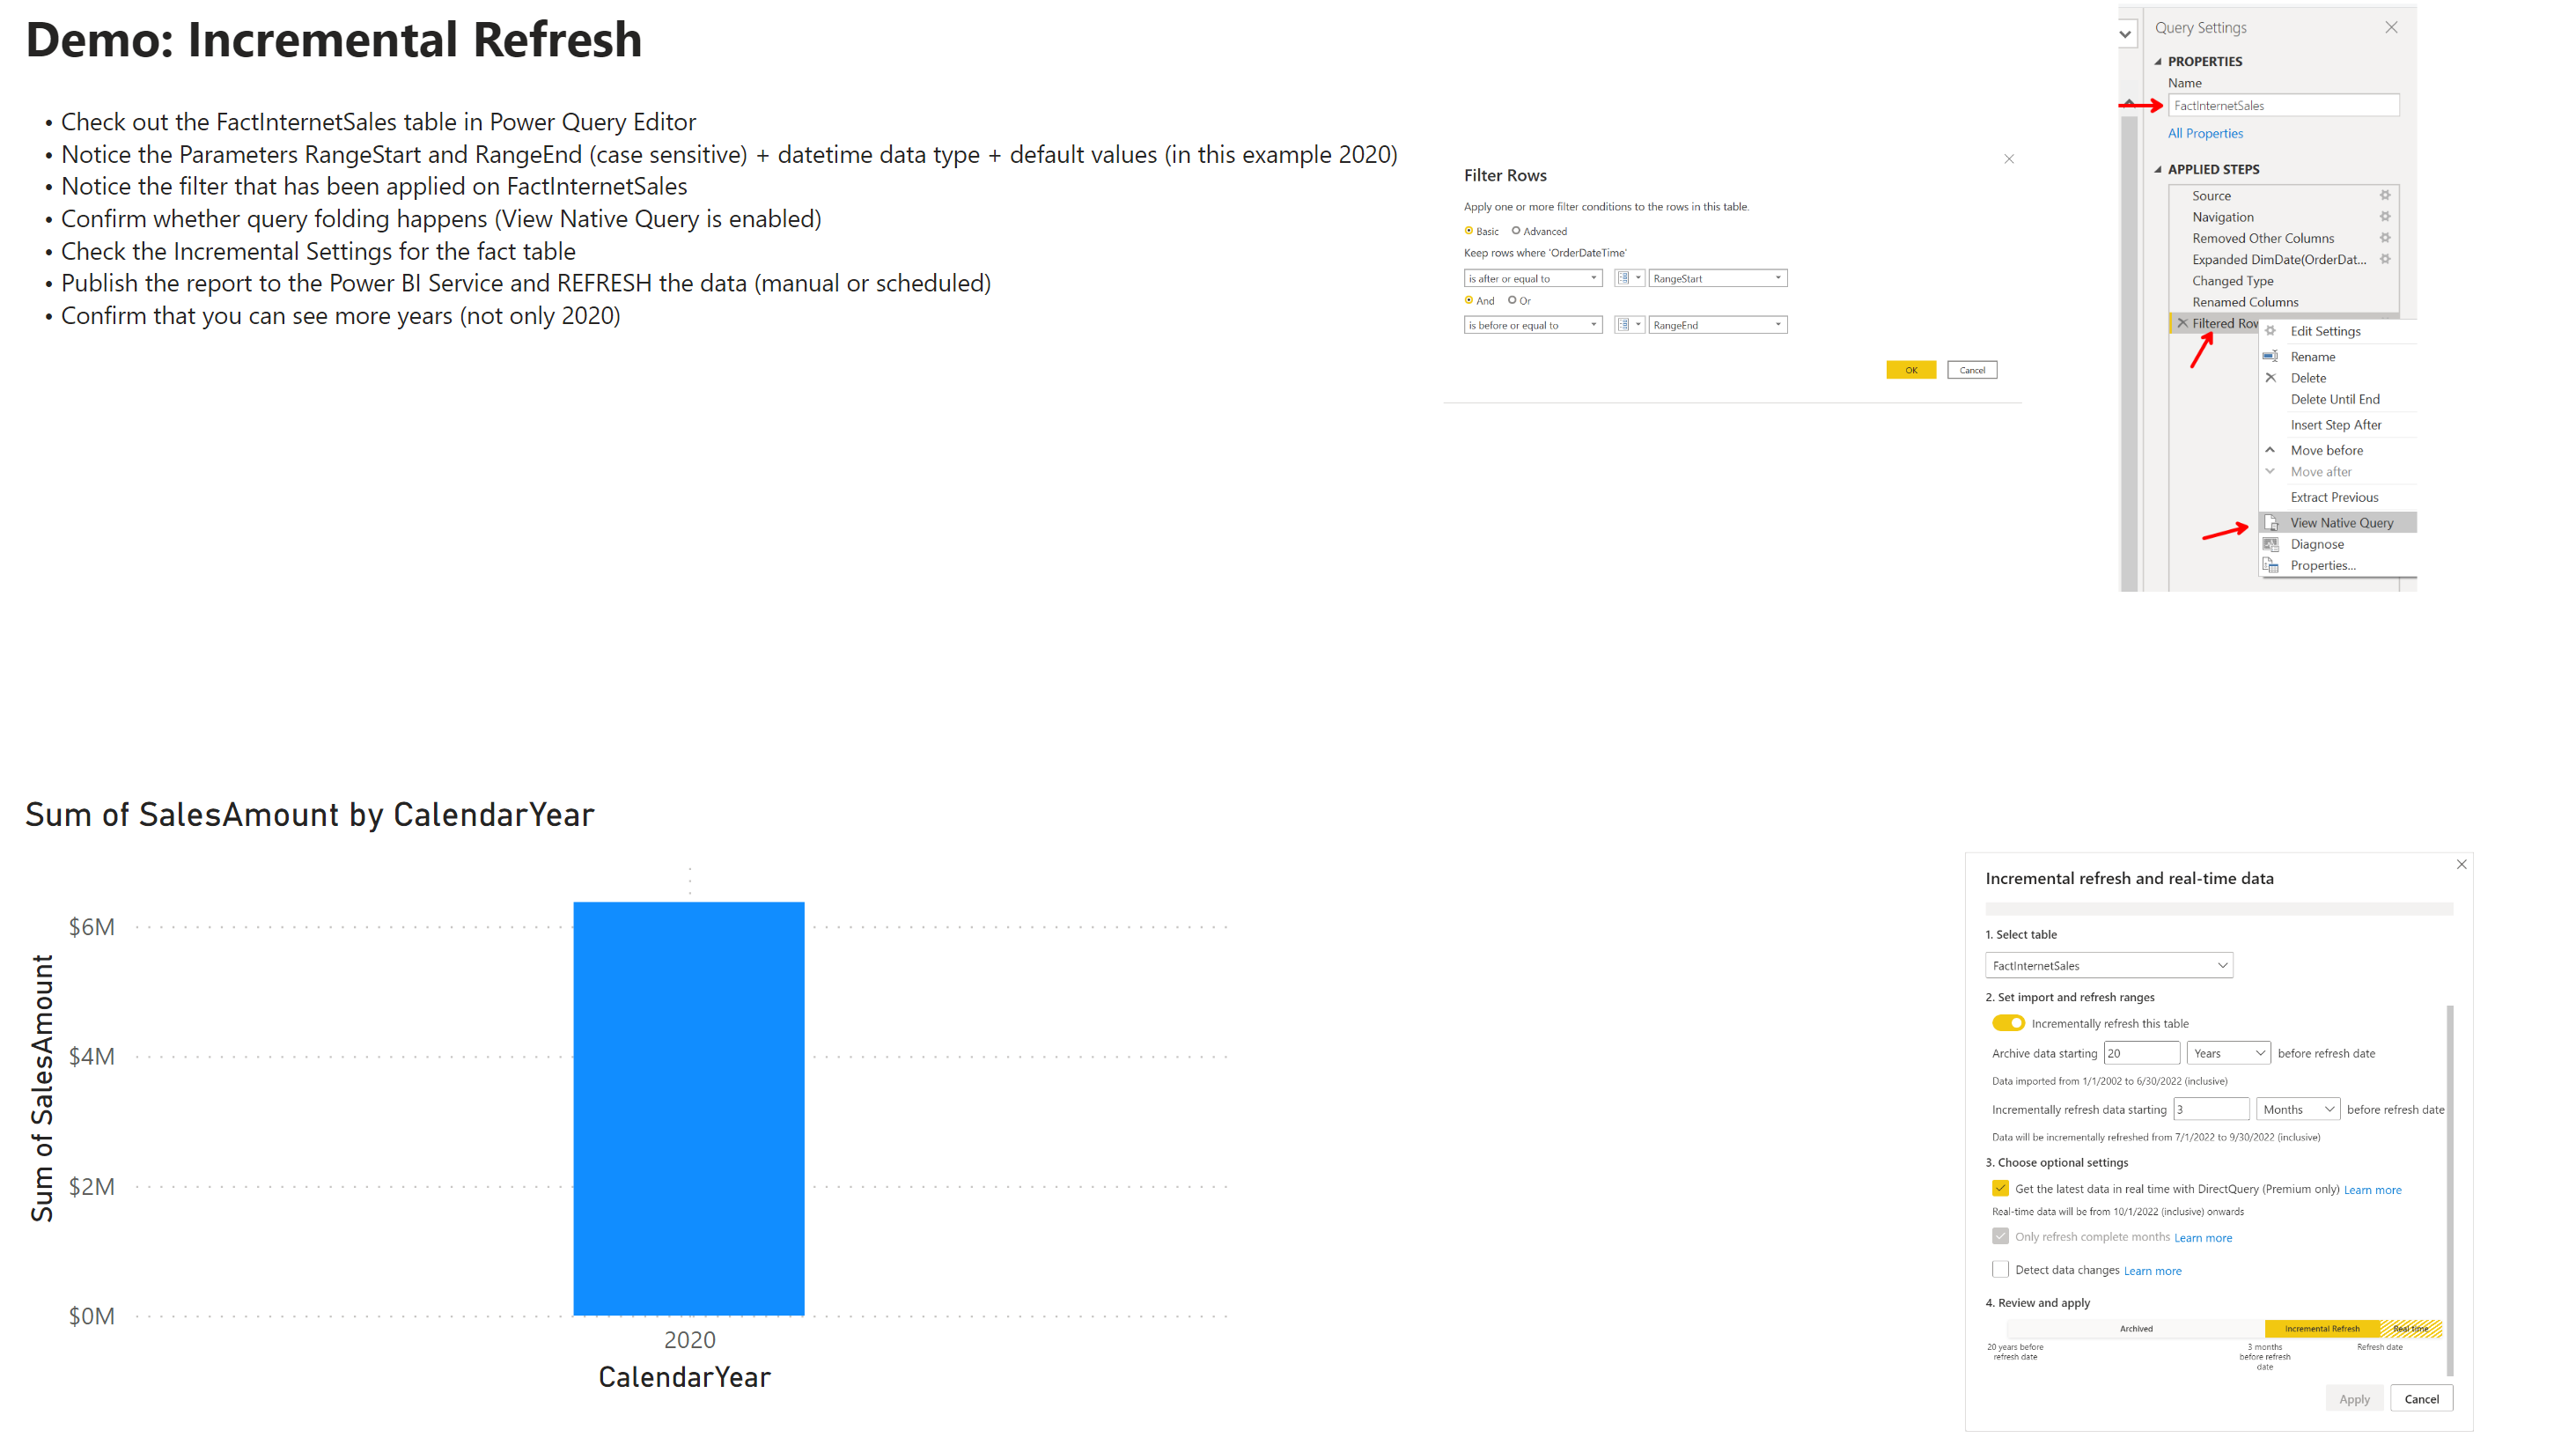 Demo: Incremental Refresh
• Check out the FactInternetSales table in Power Query Editor
• Notice the Parameters RangeStart and RangeEnd (case sensitive) + datetime data type + default values (in this example 2020)
• Notice the filter that has been applied on FactInternetSales
• Confirm whether query folding happens (View Native Query is enabled)
• Check the Incremental Settings for the fact table
• Publish the report to the Power BI Service and REFRESH the data (manual or scheduled)
• Confirm that you can see more years (not only 2020)
Filter Rows
Apply one or more filter conditions to the rows in this table.
Basic Advanced
Keep rows where 'OrderDateTime'
is after or equal to RangeStart
And Or
is before or equal to RangeEnd
OK Cancel
Query Settings
PROPERTIES
Name
FactInternetSales
All Properties
APPLIED STEPS
Source
Navigation
Removed Other Columns
Expanded DimDate(OrderDat...
Changed Type
Renamed Columns
Filtered Row
Edit Settings
Rename
Delete
Delete Until End
Insert Step After
Move before
Move after
Extract Previous
View Native Query
Diagnose
Properties...
Sum of SalesAmount by CalendarYear
Sum of SalesAmount
$6M
$4M
$2M
$0M
2020
CalendarYear
Incremental refresh and real-time data
1. Select table
FactInternetSales
2. Set import and refresh ranges
Incrementally refresh this table
Archive data starting 20 Years before refresh date
Data imported from 1/1/2002 to 6/30/2022 (inclusive)
Incrementally refresh data starting 3 Months before refresh date
Data will be incrementally refreshed from 7/1/2022 to 9/30/2022 (inclusive)
3. Choose optional settings
Get the latest data in real time with DirectQuery (Premium only) Learn more
Real-time data will be from 10/1/2022 (inclusive) onwards
Only refresh complete months Learn more
Detect data changes Learn more
4. Review and apply
Archived Incremental Refresh Real time
20 years before
refresh date
3 months
before refresh
date
Refresh date
Apply Cancel